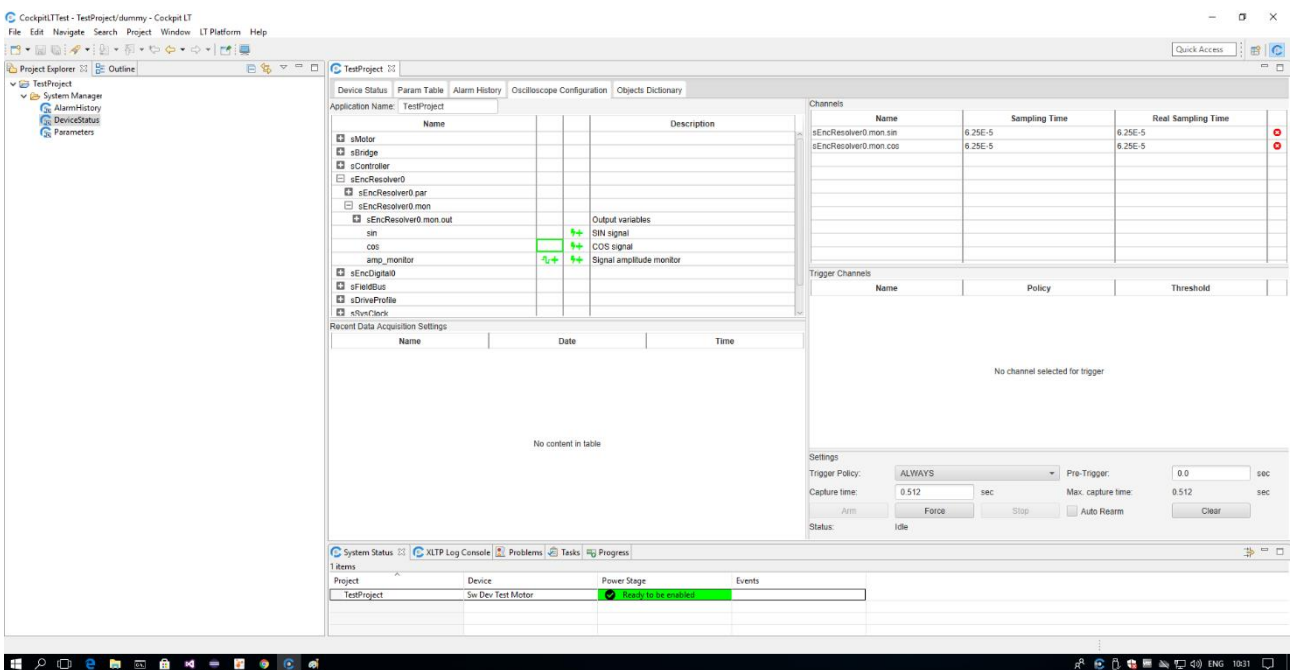 CockpitLTTest - TestProject/dummy - Cockpit LT
File Edit Navigate Search Project Window LT Platform Help
Quick Access
Project Explorer Outline
TestProject
System Manager
AlarmHistory
DeviceStatus
Parameters
TestProject
Device Status Param Table Alarm History Oscilloscope Configuration Objects Dictionary
Application Name: TestProject
Name Description
sMotor
sBridge
sController
sEncResolver0
sEncResolver0.par
sEncResolver0.mon
sEncResolver0.mon.out Output variables
sin SIN signal
cos COS signal
amp_monitor Signal amplitude monitor
sEncDigital0
sFieldBus
sDriveProfile
sSysClock
Recent Data Acquisition Settings
Name Date Time
No content in table
Channels
Name Sampling Time Real Sampling Time
sEncResolver0.mon.sin 6.25E-5 6.25E-5
sEncResolver0.mon.cos 6.25E-5 6.25E-5
Trigger Channels
Name Policy Threshold
No channel selected for trigger
Settings
Trigger Policy: ALWAYS Pre-Trigger: 0.0 sec
Capture time: 0.512 sec Max. capture time: 0.512 sec
Arm Force Stop Auto Rearm Clear
Status: Idle
System Status XLTP Log Console Problems Tasks Progress
1 items
Project Device Power Stage Events
TestProject Sw Dev Test Motor Ready to be enabled
ENG 10:31